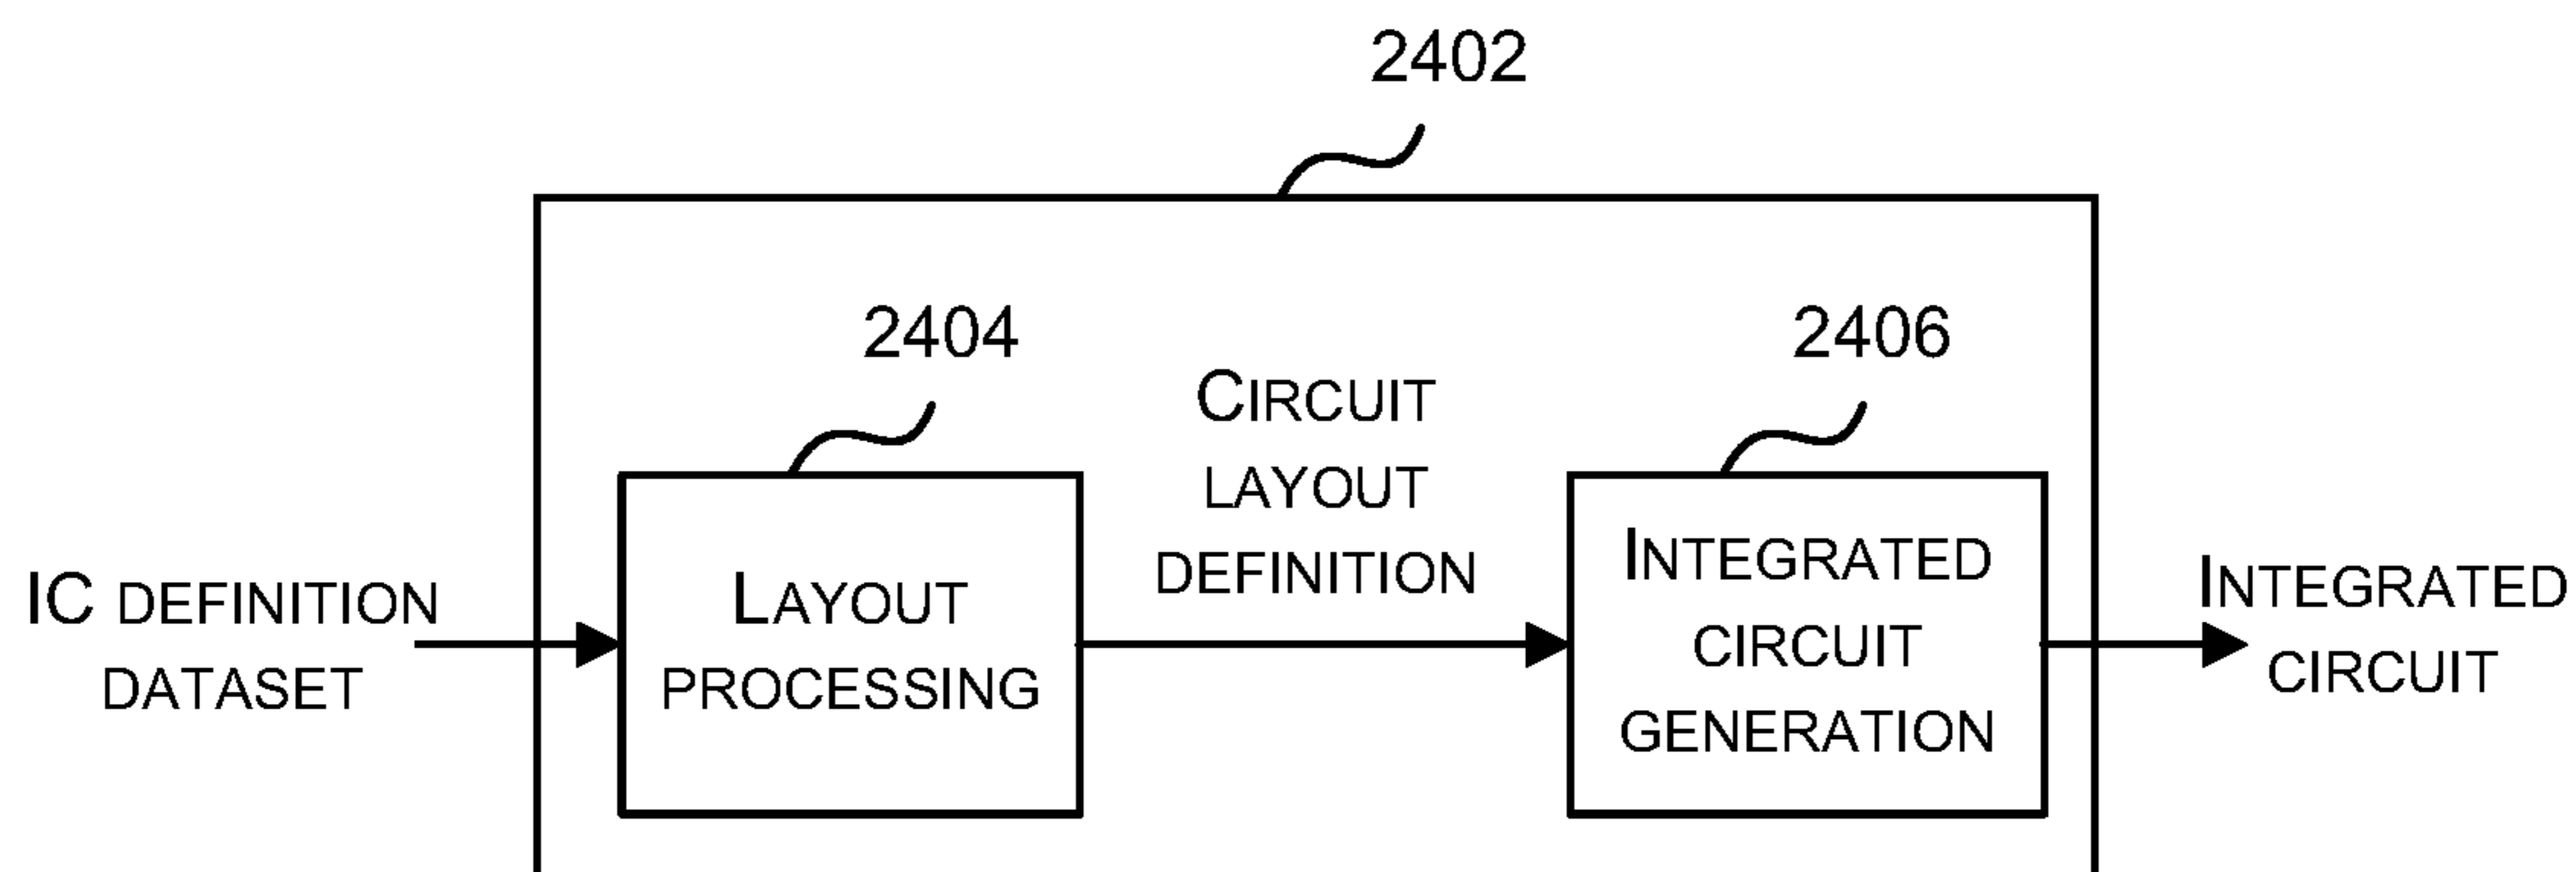 2402
2404
2406
CIRCUIT
LAYOUT
DEFINITION
IC DEFINITION
DATASET
LAYOUT
PROCESSING
INTEGRATED
CIRCUIT
GENERATION
INTEGRATED
CIRCUIT